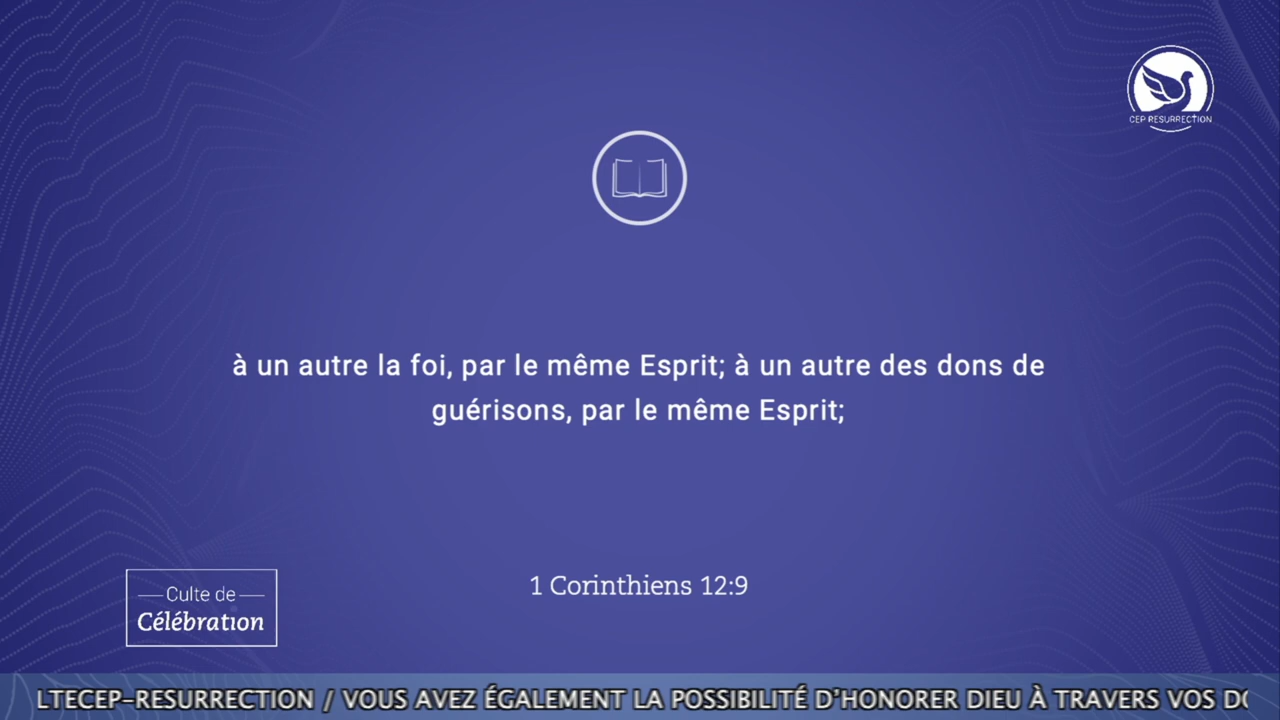 CEP RESURRECTION
à un autre la foi, par le même Esprit; à un autre des dons de
guérisons, par le même Esprit;
1 Corinthiens 12:9
Culte de
Célébration
LTECEP-RESURRECTION / VOUS AVEZ ÉGALEMENT LA POSSIBILITÉ D'HONORER DIEU À TRAVERS VOS